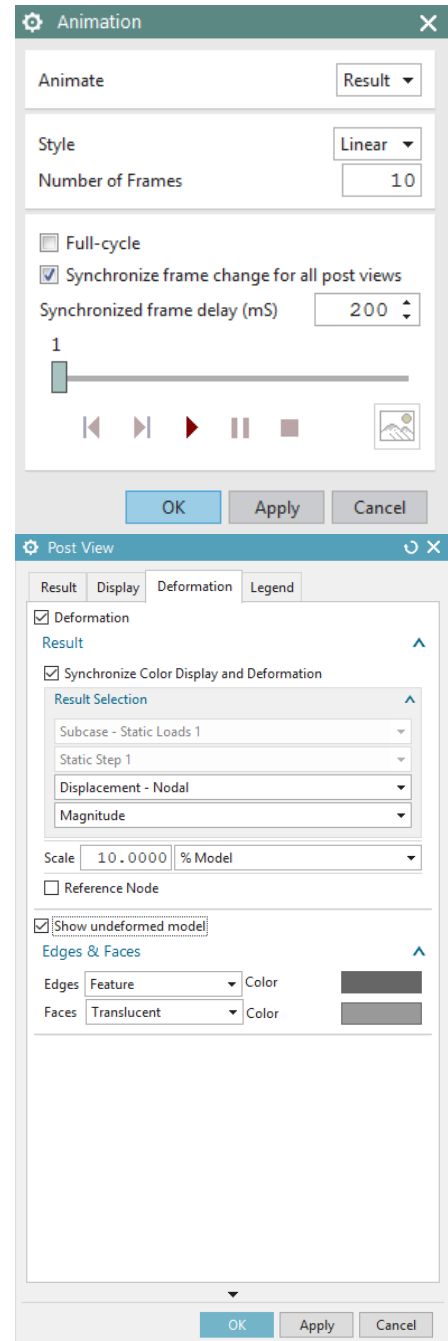 Animation
Animate Result
Style Linear
Number of Frames 10
Full-cycle
Synchronize frame change for all post views
Synchronized frame delay (mS) 200
1
OK Apply Cancel
Post View
Result Display Deformation Legend
Deformation
Result
Synchronize Color Display and Deformation
Result Selection
Subcase - Static Loads 1
Static Step 1
Displacement - Nodal
Magnitude
Scale 10.0000 % Model
Reference Node
Show undeformed model
Edges & Faces
Edges Feature Color
Faces Translucent Color
OK Apply Cancel